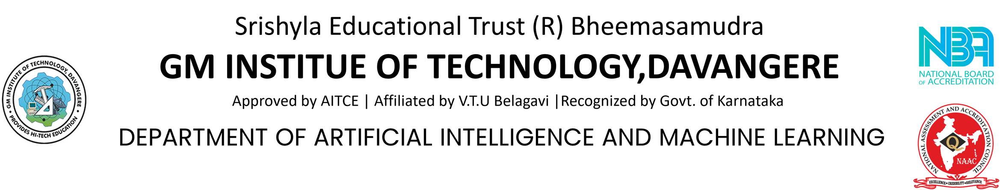 Srishyla Educational Trust (R) Bheemasamudra
GM INSTITUE OF TECHNOLOGY,DAVANGERE
Approved by AITCE | Affiliated by V.T.U Belagavi |Recognized by Govt. of Karnataka
DEPARTMENT OF ARTIFICIAL INTELLIGENCE AND MACHINE LEARNING
• GM INSTITUTE OF TECHNOLOGY, DAVANGERE •
PROVIDES HI-TECH EDUCATION
NBA
NATIONAL BOARD
OF ACCREDITATION
NATIONAL ASSESSMENT AND ACCREDITATION COUNCIL
Q
NAAC
EXCELLENCE • CREDIBILITY • RELEVANCE